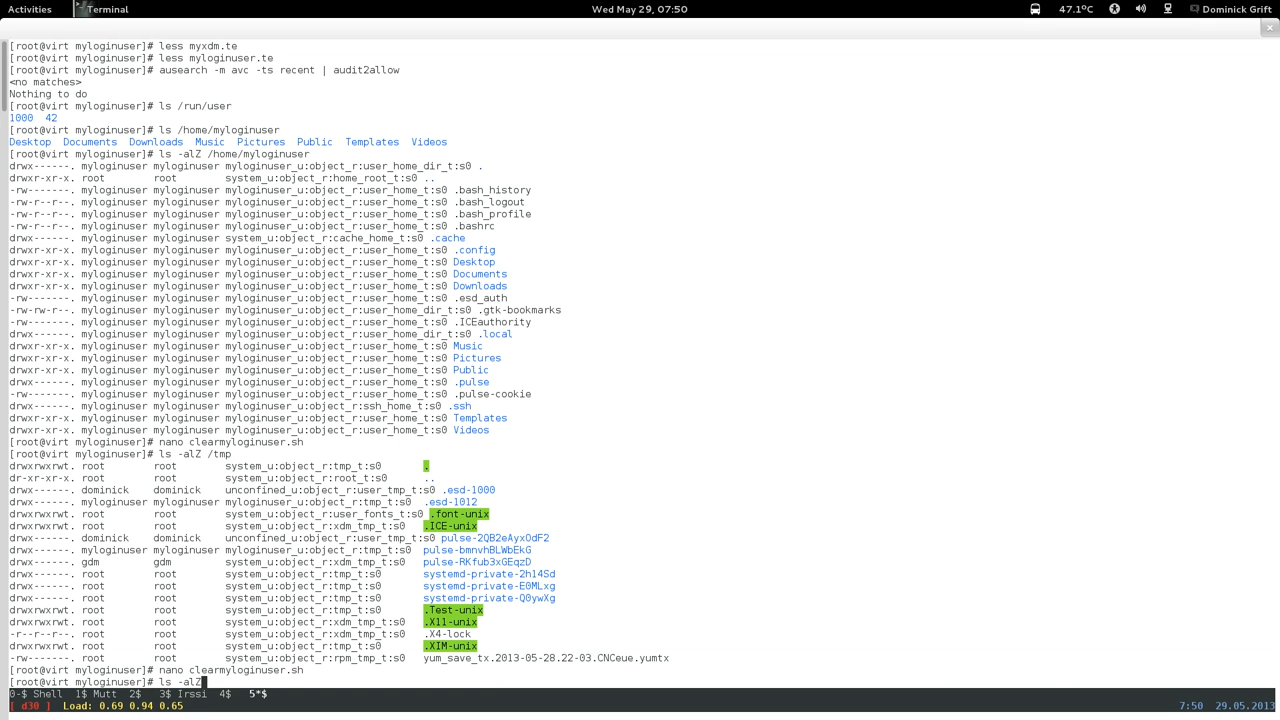 Activities Terminal Wed May 29, 07:50 47.1°C Dominick Grift
[root@virt myloginuser]# less myxdm.te
[root@virt myloginuser]# less myloginuser.te
[root@virt myloginuser]# ausearch -m avc -ts recent | audit2allow
<no matches>
Nothing to do
[root@virt myloginuser]# ls /run/user
1000 42
[root@virt myloginuser]# ls /home/myloginuser
Desktop Documents Downloads Music Pictures Public Templates Videos
[root@virt myloginuser]# ls -alZ /home/myloginuser
drwx------. myloginuser myloginuser myloginuser_u:object_r:user_home_dir_t:s0 .
drwxr-xr-x. root root system_u:object_r:home_root_t:s0 ..
-rw-------. myloginuser myloginuser myloginuser_u:object_r:user_home_t:s0 .bash_history
-rw-r--r--. myloginuser myloginuser myloginuser_u:object_r:user_home_t:s0 .bash_logout
-rw-r--r--. myloginuser myloginuser myloginuser_u:object_r:user_home_t:s0 .bash_profile
-rw-r-r--. myloginuser myloginuser myloginuser_u:object_r:user_home_t:s0 .bashrc
drwx------. myloginuser myloginuser system_u:object_r:cache_home_t:s0 .cache
drwxr-xr-x. myloginuser myloginuser myloginuser_u:object_r:user_home_t:s0 .config
drwxr-xr-x. myloginuser myloginuser myloginuser_u:object_r:user_home_t:s0 Desktop
drwxr-xr-x. myloginuser myloginuser myloginuser_u:object_r:user_home_t:s0 Documents
drwxr-xr-x. myloginuser myloginuser myloginuser_u:object_r:user_home_t:s0 Downloads
-rw-------. myloginuser myloginuser myloginuser_u:object_r:user_home_t:s0 .esd_auth
-rw-rw-r--. myloginuser myloginuser myloginuser_u:object_r:user_home_dir_t:s0 .gtk-bookmarks
-rw-------. myloginuser myloginuser myloginuser_u:object_r:user_home_t:s0 .ICEauthority
drwx------. myloginuser myloginuser myloginuser_u:object_r:user_home_dir_t:s0 .local
drwxr-xr-x. myloginuser myloginuser myloginuser_u:object_r:user_home_t:s0 Music
drwxr-xr-x. myloginuser myloginuser myloginuser_u:object_r:user_home_t:s0 Pictures
drwxr-xr-x. myloginuser myloginuser myloginuser_u:object_r:user_home_t:s0 Public
drwx------. myloginuser myloginuser myloginuser_u:object_r:user_home_t:s0 .pulse
-rw-------. myloginuser myloginuser myloginuser_u:object_r:user_home_t:s0 .pulse-cookie
drwx------. myloginuser myloginuser myloginuser_u:object_r:ssh_home_t:s0 .ssh
drwxr-xr-x. myloginuser myloginuser myloginuser_u:object_r:user_home_t:s0 Templates
drwxr-xr-x. myloginuser myloginuser myloginuser_u:object_r:user_home_t:s0 Videos
[root@virt myloginuser]# nano clearmyloginuser.sh
[root@virt myloginuser]# ls -alZ /tmp
drwxrwxrwt. root root system_u:object_r:tmp_t:s0 .
dr-xr-xr-x. root root system_u:object_r:root_t:s0 ..
drwx------. dominick dominick unconfined_u:object_r:user_tmp_t:s0 .esd-1000
drwx------. myloginuser myloginuser myloginuser_u:object_r:tmp_t:s0 .esd-1012
drwxrwxrwt. root root system_u:object_r:user_fonts_t:s0 .font-unix
drwxrwxrwt. root root system_u:object_r:xdm_tmp_t:s0 .ICE-unix
drwx------. dominick dominick unconfined_u:object_r:user_tmp_t:s0 pulse-2QB2eAyxOdF2
drwx------. myloginuser myloginuser myloginuser_u:object_r:tmp_t:s0 pulse-bmnvhBLWbEkG
drwx------. gdm gdm system_u:object_r:xdm_tmp_t:s0 pulse-RKfub3xGEqzD
drwx------. root root system_u:object_r:tmp_t:s0 systemd-private-2h14Sd
drwx------. root root system_u:object_r:tmp_t:s0 systemd-private-E0MLxg
drwx------. root root system_u:object_r:tmp_t:s0 systemd-private-Q0ywXg
drwxrwxrwt. root root system_u:object_r:tmp_t:s0 .Test-unix
drwxrwxrwt. root root system_u:object_r:xdm_tmp_t:s0 .X11-unix
-r--r--r--. root root system_u:object_r:xdm_tmp_t:s0 .X4-lock
drwxrwxrwt. root root system_u:object_r:tmp_t:s0 .XIM-unix
-rw-------. root root system_u:object_r:rpm_tmp_t:s0 yum_save_tx.2013-05-28.22-03.CNCeue.yumtx
[root@virt myloginuser]# nano clearmyloginuser.sh
[root@virt myloginuser]# ls -alZ
0-$ Shell 1$ Mutt 2$ 3$ Irssi 4$ 5*$
[ d30 ] Load: 0.69 0.94 0.65 7:50 29.05.2013